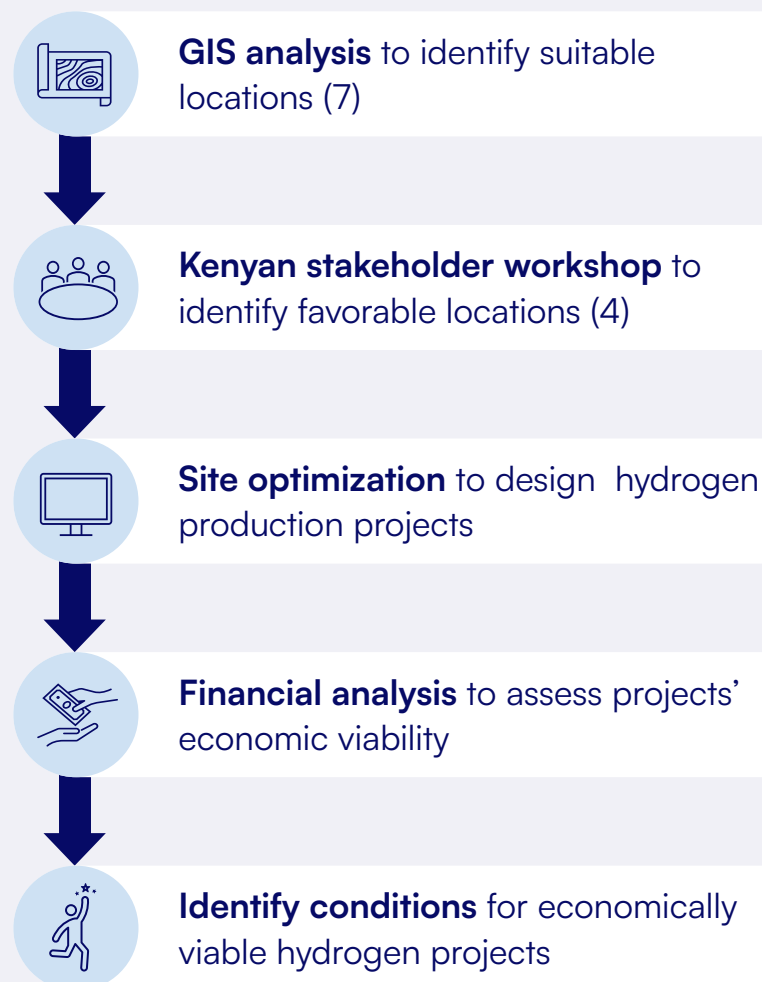 GIS analysis to identify suitable
locations (7)
Kenyan stakeholder workshop to
identify favorable locations (4)
Site optimization to design  hydrogen
production projects
Financial analysis to assess projects’
economic viability
Identify conditions for economically
viable hydrogen projects